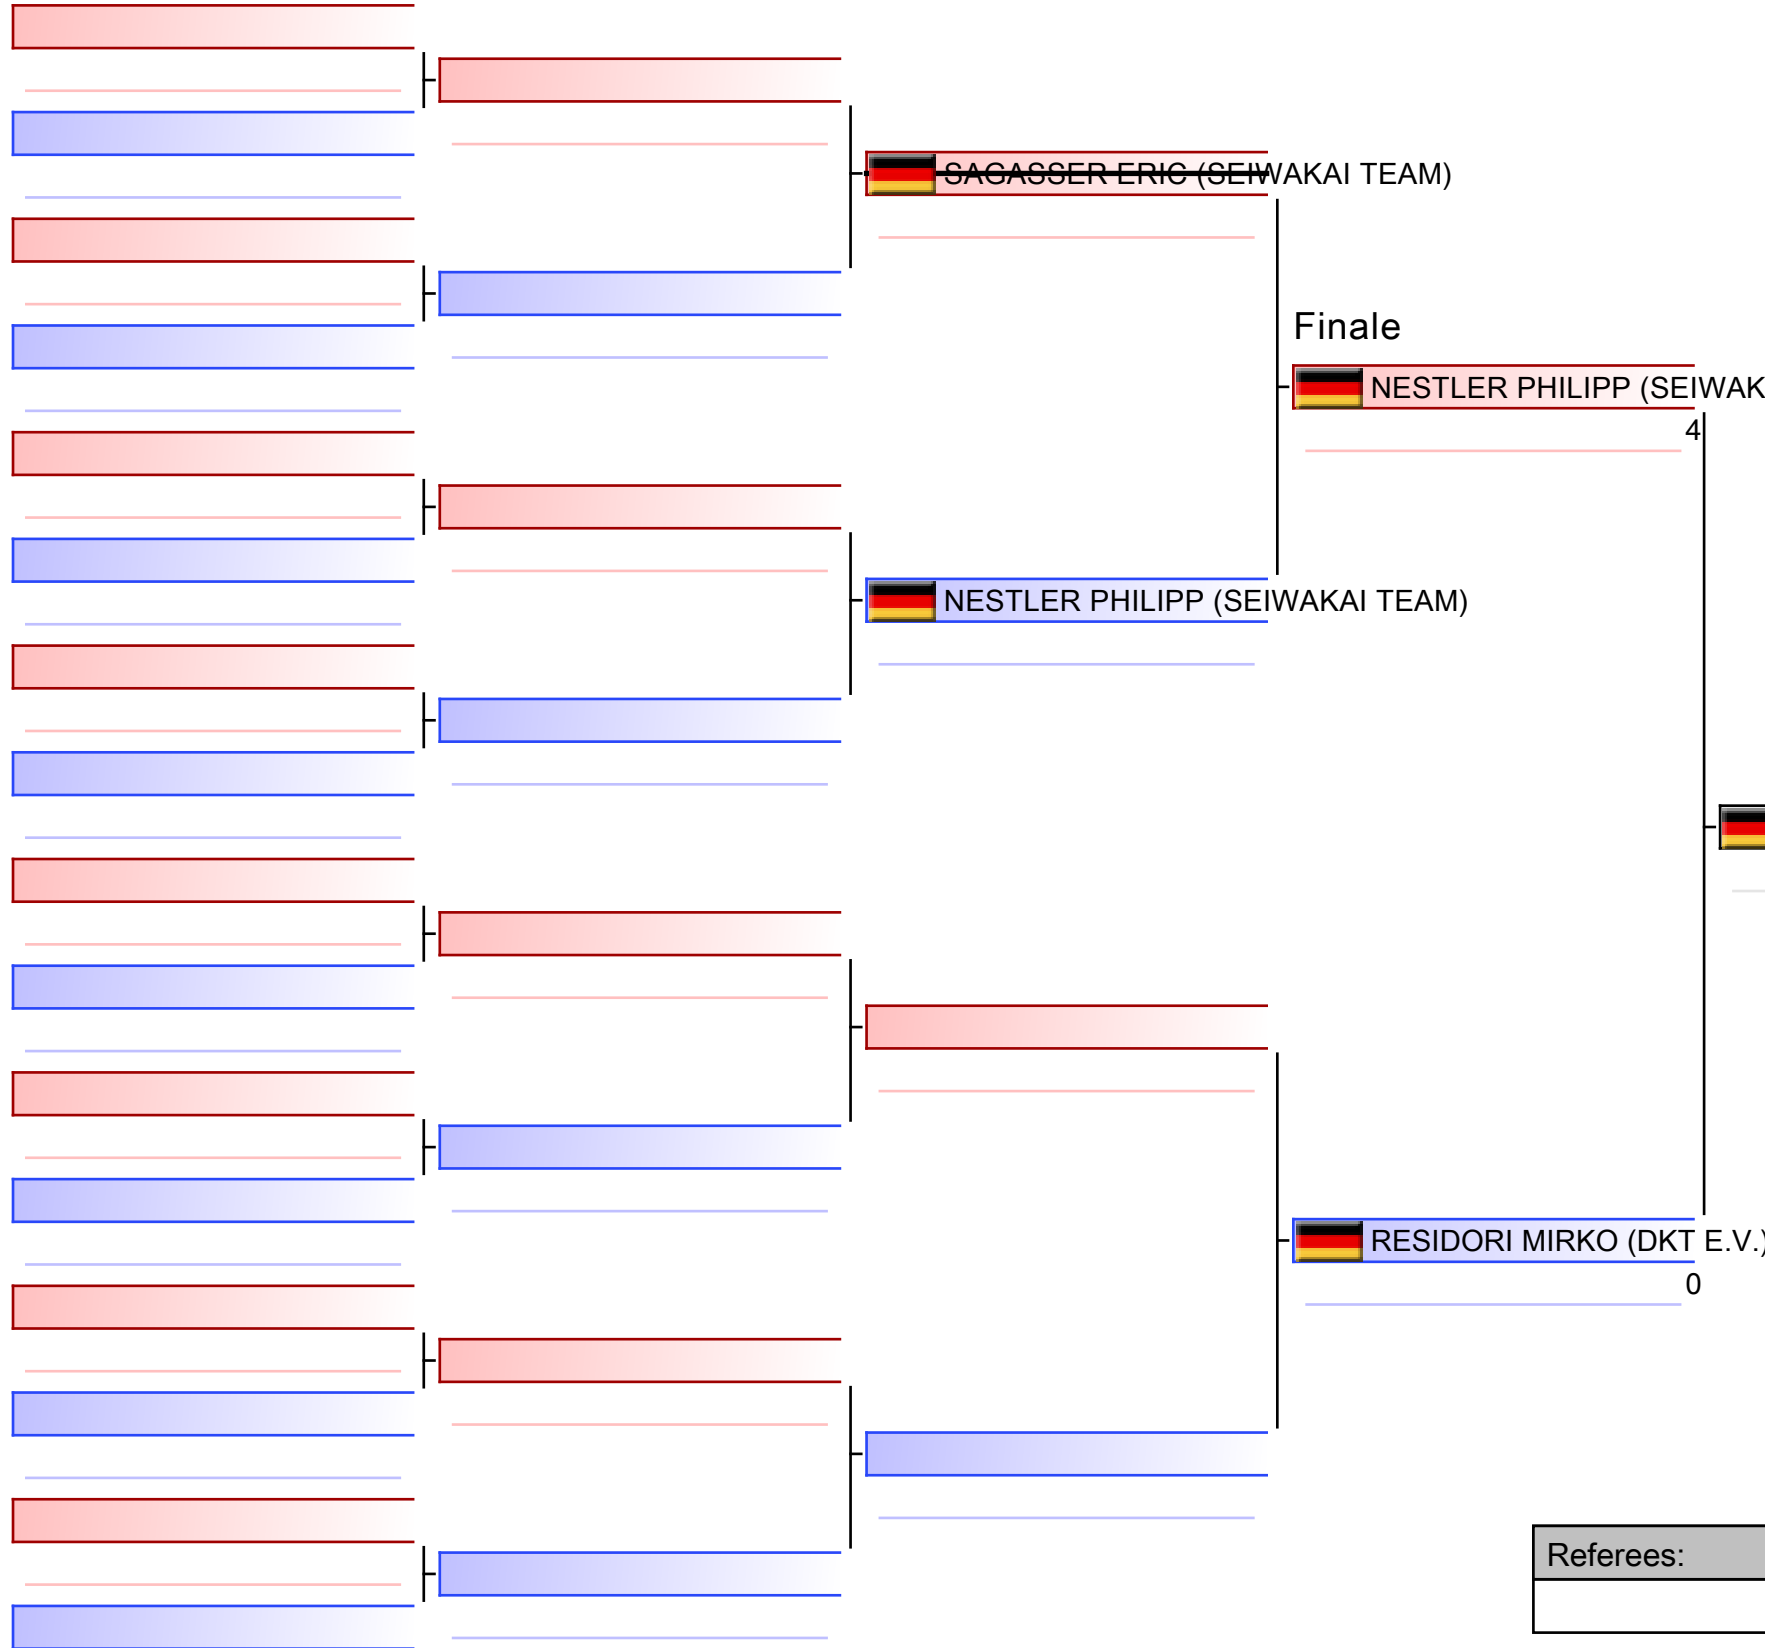 SAGASSER ERIC (SEIWAKAI TEAM)
Finale
NESTLER PHILIPP (SEIWAK
4
NESTLER PHILIPP (SEIWAKAI TEAM)
RESIDORI MIRKO (DKT E.V.)
0
Referees: